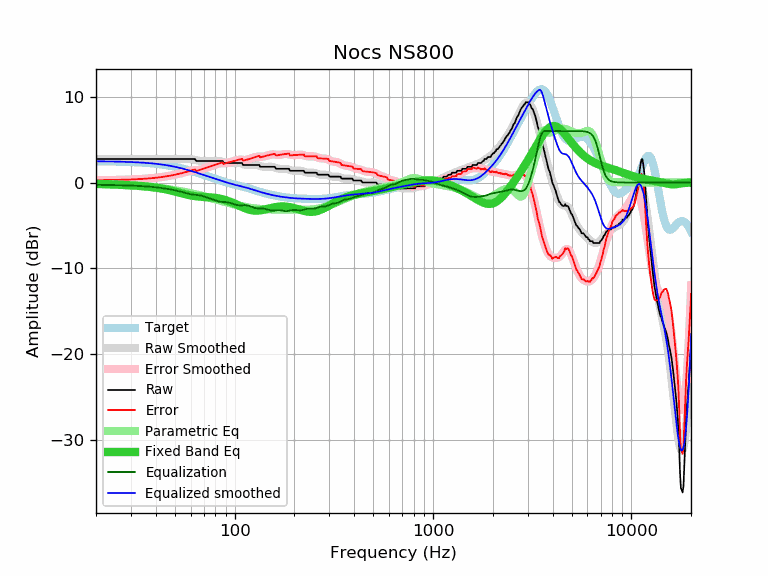 Nocs NS800
10
0
−10
−20
−30
Amplitude (dBr)
Target
Raw Smoothed
Error Smoothed
Raw
Error
Parametric Eq
Fixed Band Eq
Equalization
Equalized smoothed
100
1000
10000
Frequency (Hz)